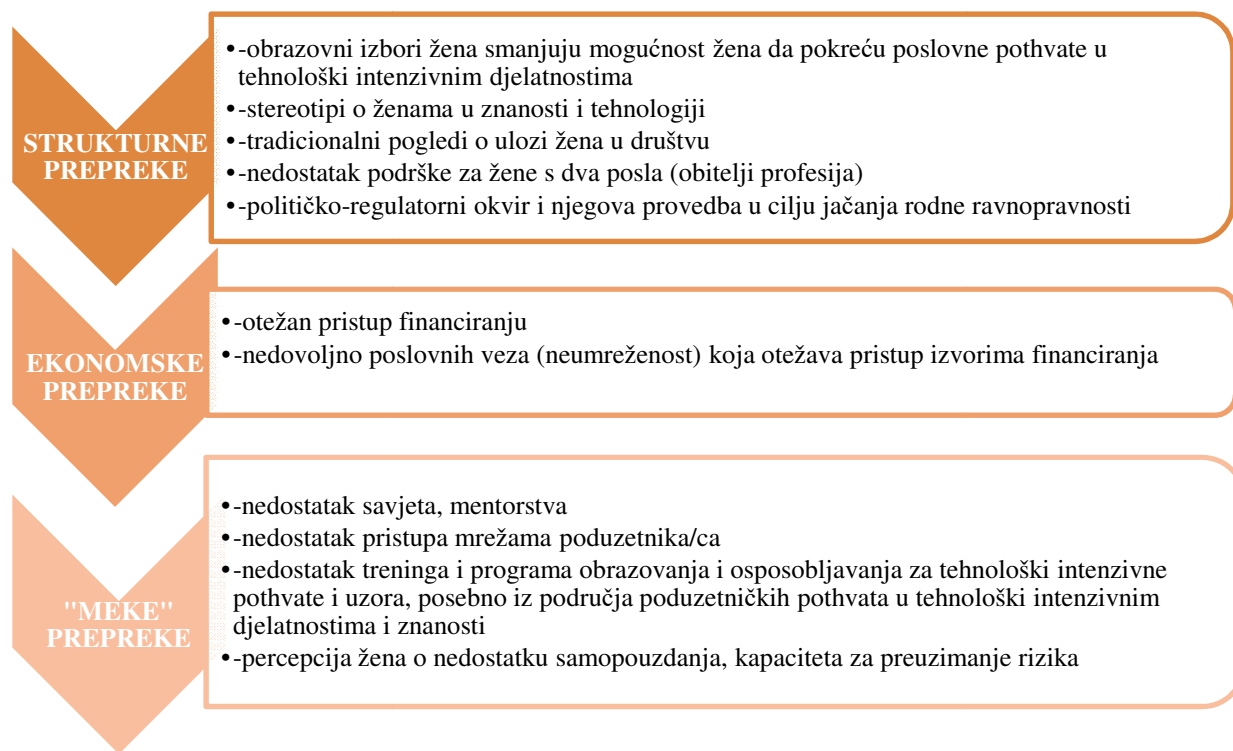 STRUKTURNE
PREPREKE
•-obrazovni izbori žena smanjuju mogućnost žena da pokreću poslovne pothvate u
tehnološki intenzivnim djelatnostima
•-stereotipi o ženama u znanosti i tehnologiji
•-tradicionalni pogledi o ulozi žena u društvu
•-nedostatak podrške za žene s dva posla (obitelji profesija)
•-političko-regulatorni okvir i njegova provedba u cilju jačanja rodne ravnopravnosti
EKONOMSKE
PREPREKE
•-otežan pristup financiranju
•-nedovoljno poslovnih veza (neumreženost) koja otežava pristup izvorima financiranja
"MEKE"
PREPREKE
•-nedostatak savjeta, mentorstva
•-nedostatak pristupa mrežama poduzetnika/ca
•-nedostatak treninga i programa obrazovanja i osposobljavanja za tehnološki intenzivne
pothvate i uzora, posebno iz područja poduzetničkih pothvata u tehnološki intenzivnim
djelatnostima i znanosti
•-percepcija žena o nedostatku samopouzdanja, kapaciteta za preuzimanje rizika